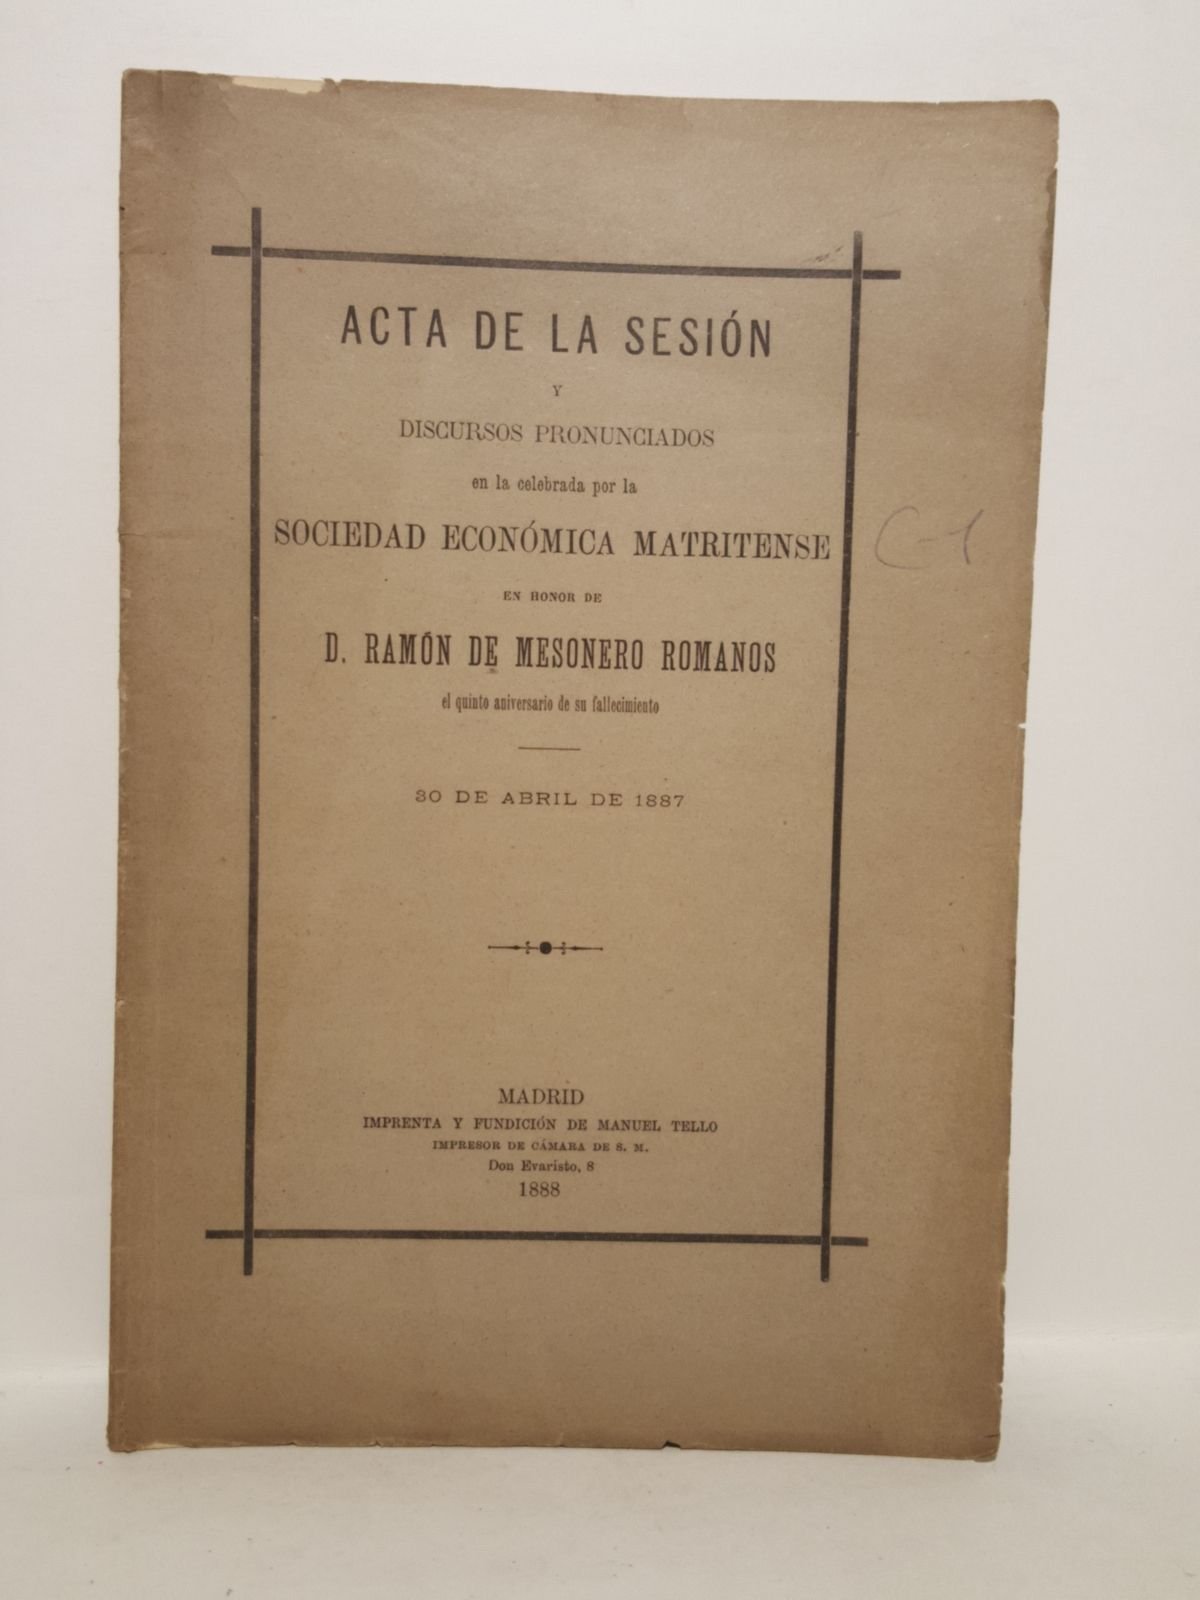 ACTA DE LA SESIÓN
Y
DISCURSOS PRONUNCIADOS
en la celebrada por la
SOCIEDAD ECONÓMICA MATRITENSE
EN HONOR DE
D. RAMÓN DE MESONERO ROMANOS
el quinto aniversario de su fallecimiento
30 DE ABRIL DE 1887
C-1
MADRID
IMPRENTA Y FUNDICIÓN DE MANUEL TELLO
IMPRESOR DE CÁMARA DE S. M.
Don Evaristo, 8
1888